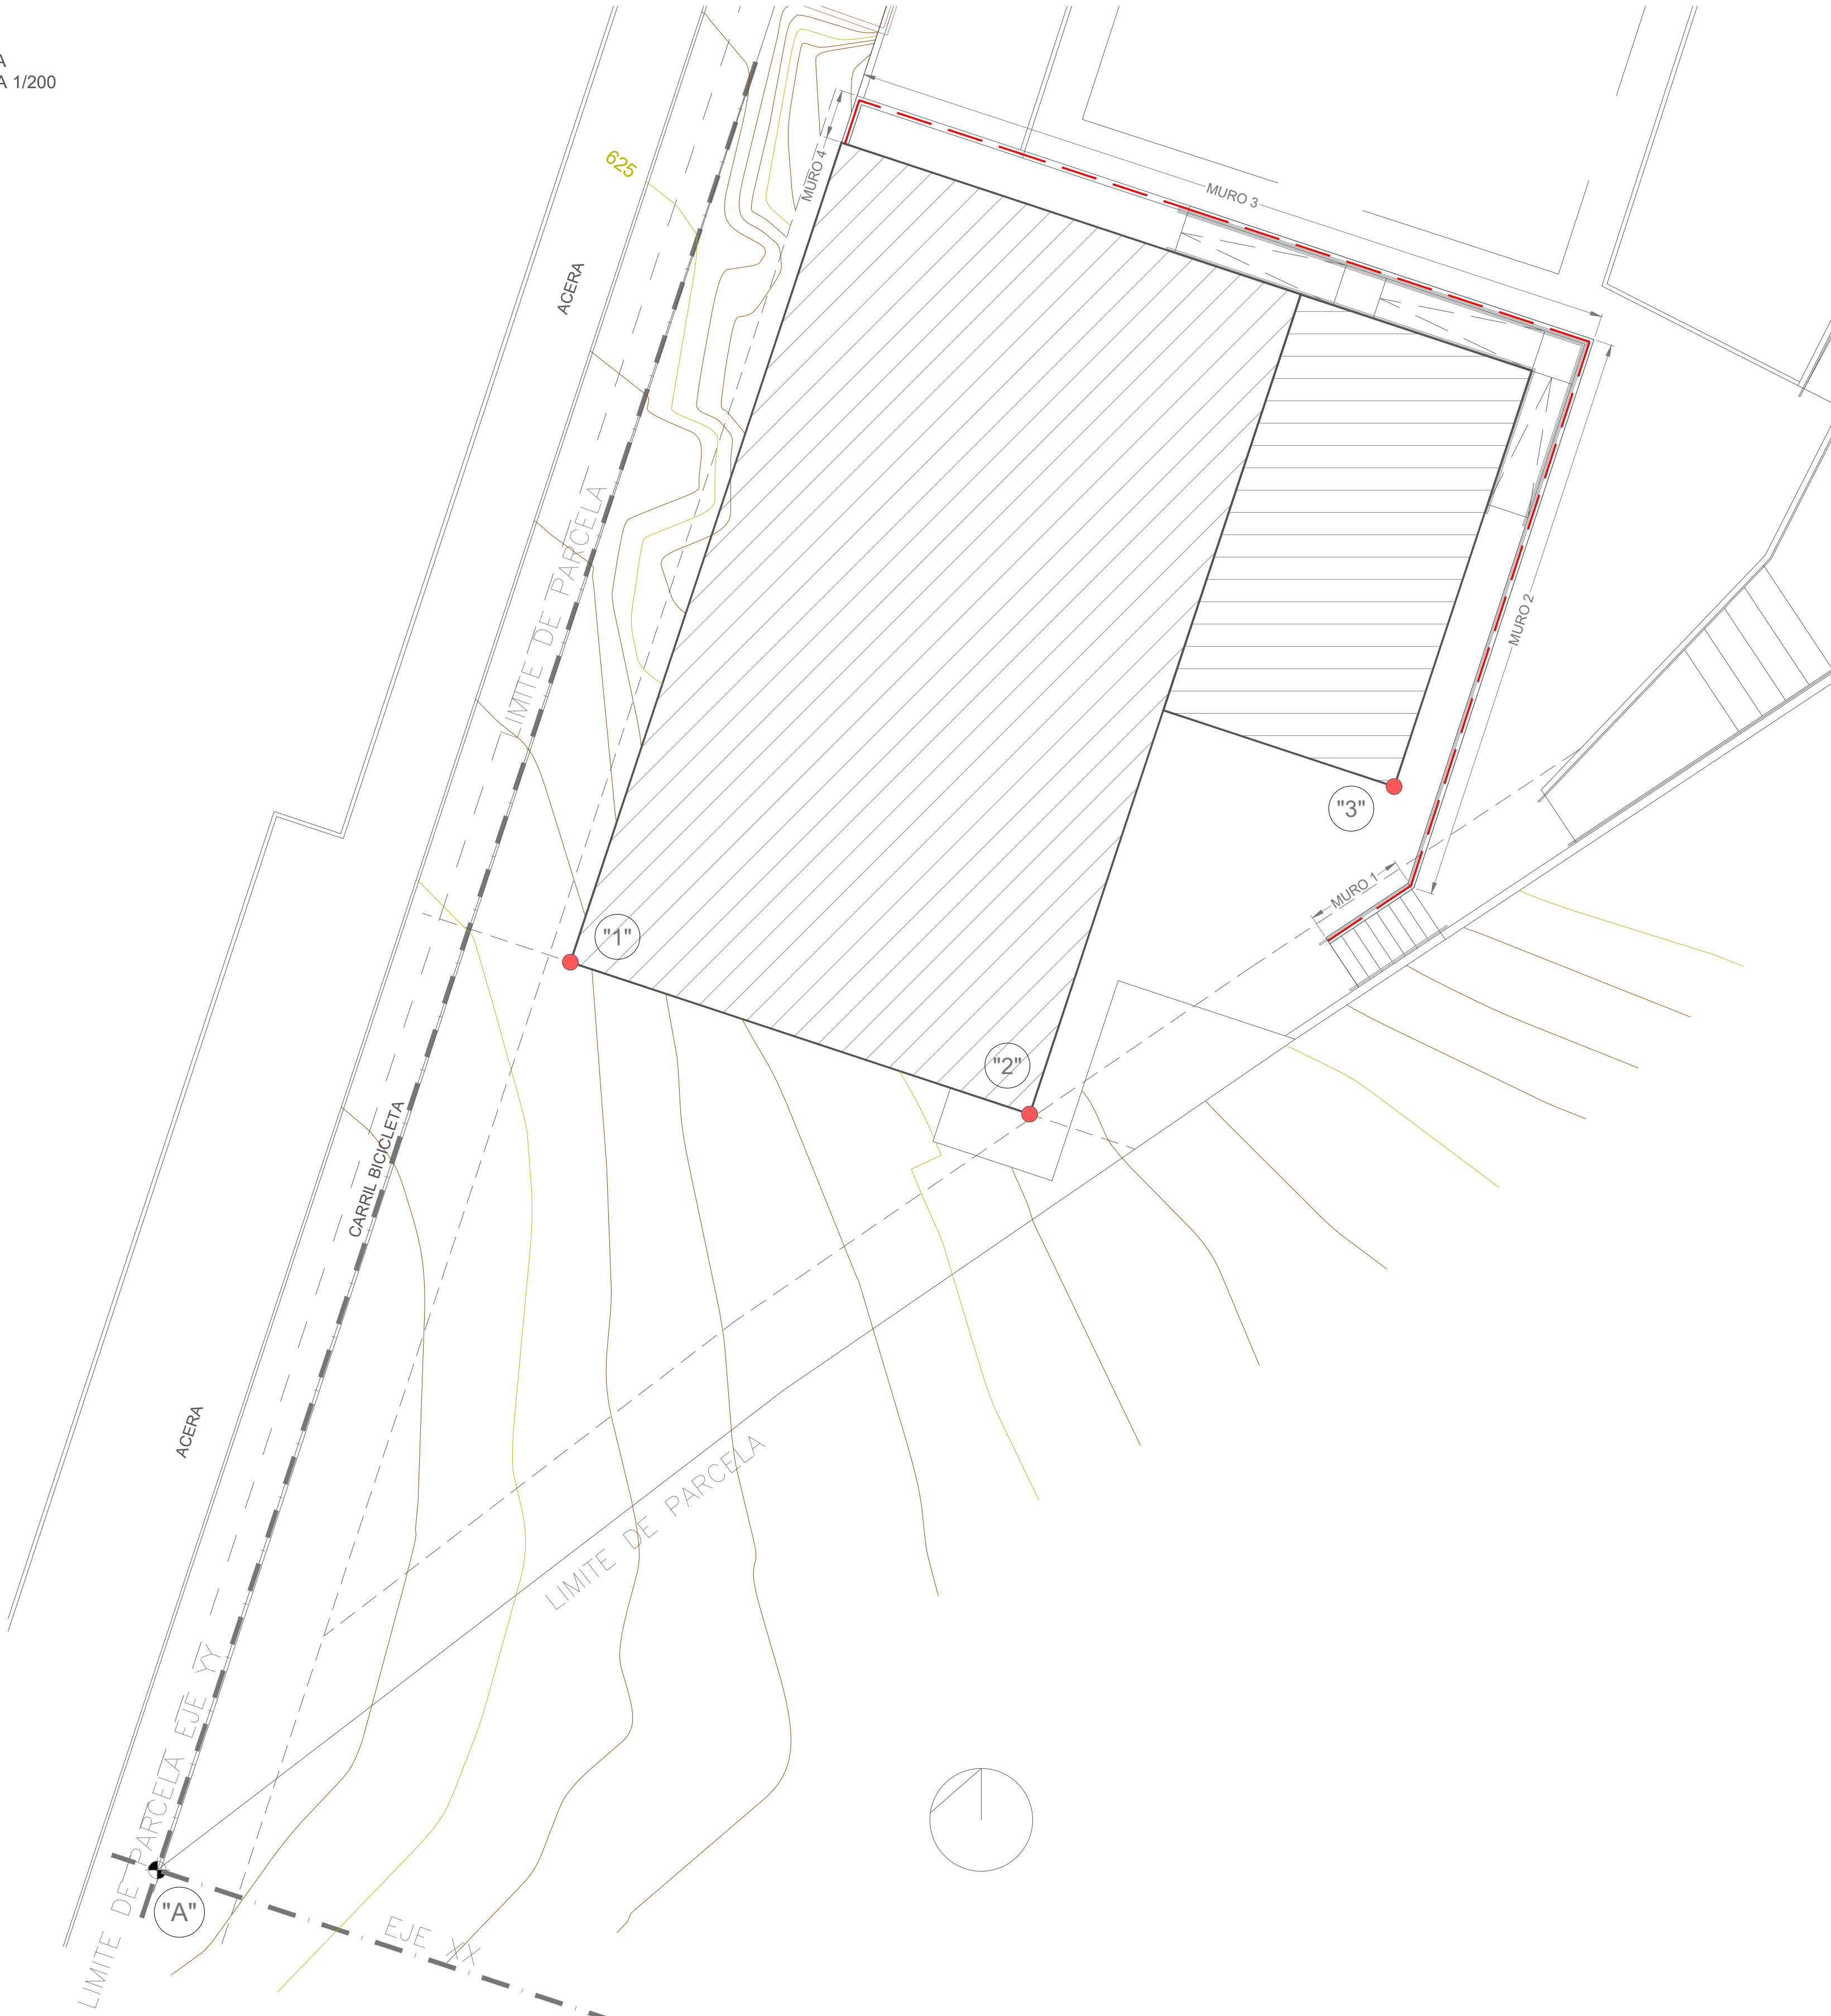 A
A 1/200
625
MURO 4
MURO 3
ACERA
LIMITE DE PARCELA
MURO 2
"3"
MURO 1
"1"
"2"
CARRIL BICICLETA
ACERA
LIMITE DE PARCELA
LIMITE DE PARCELA EJE YY
"A"
EJE XX